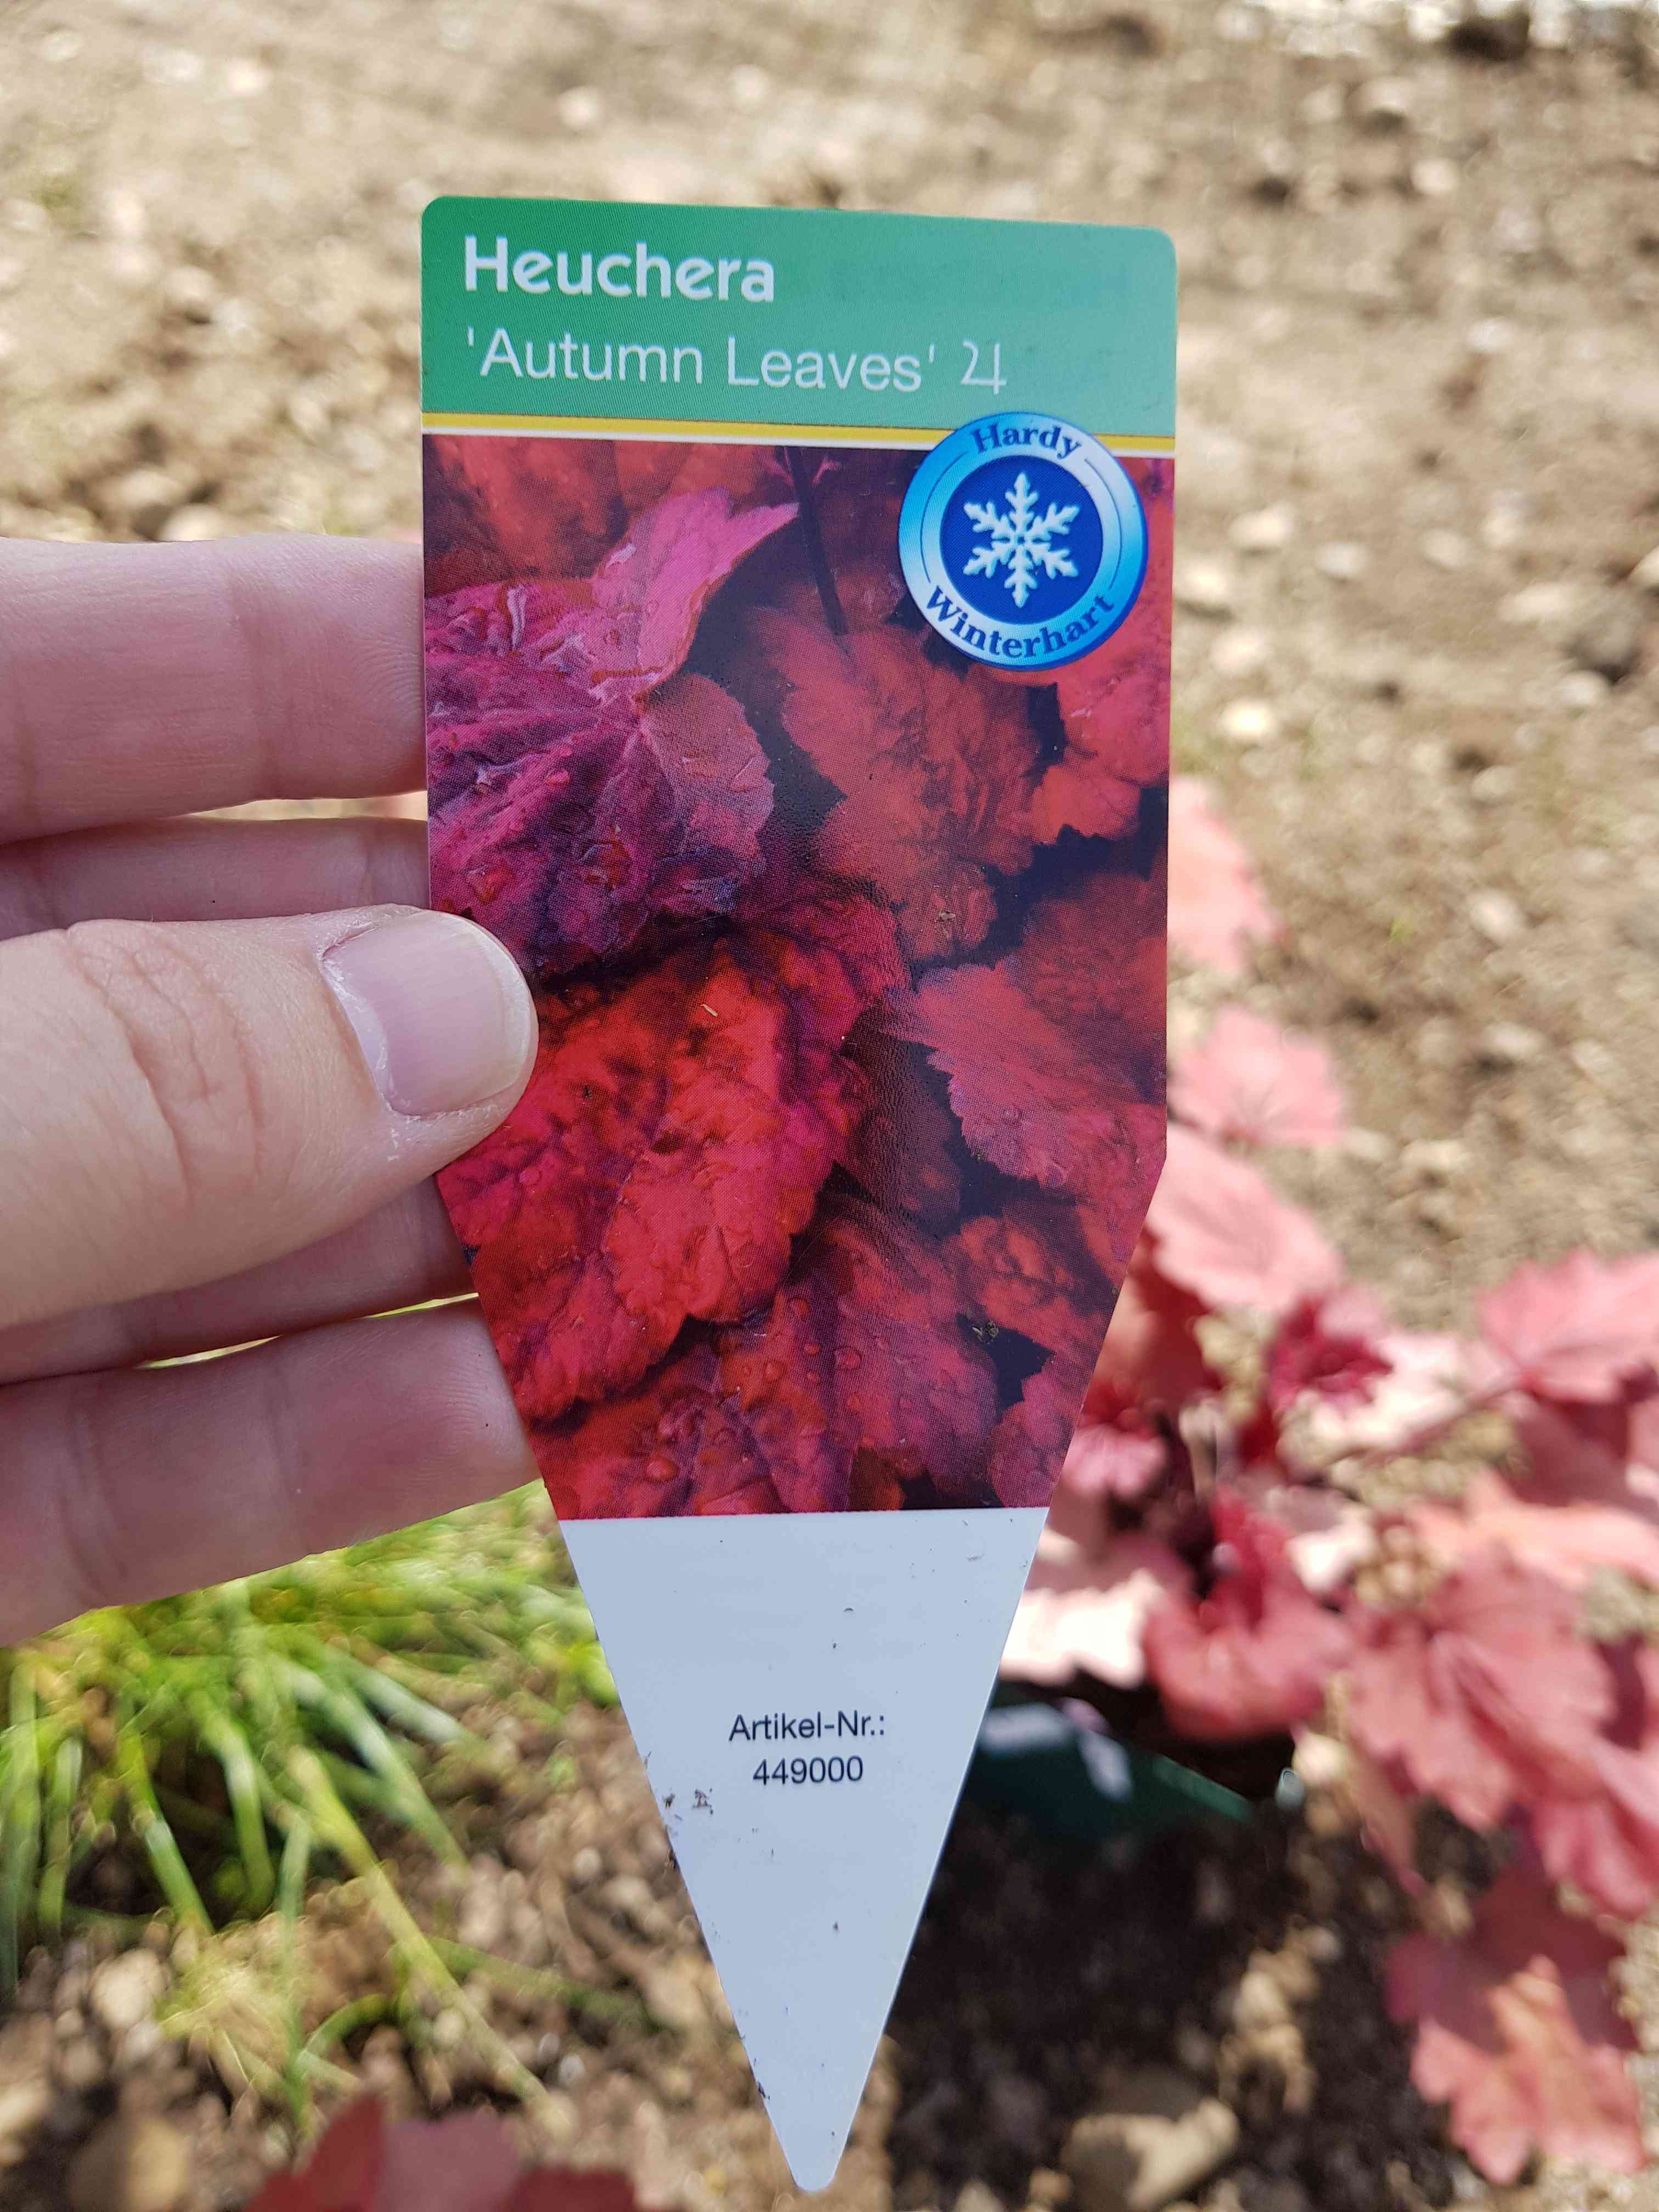 Heuchera
'Autumn Leaves' ♃
Hardy
Winterhart
Artikel-Nr.:
449000